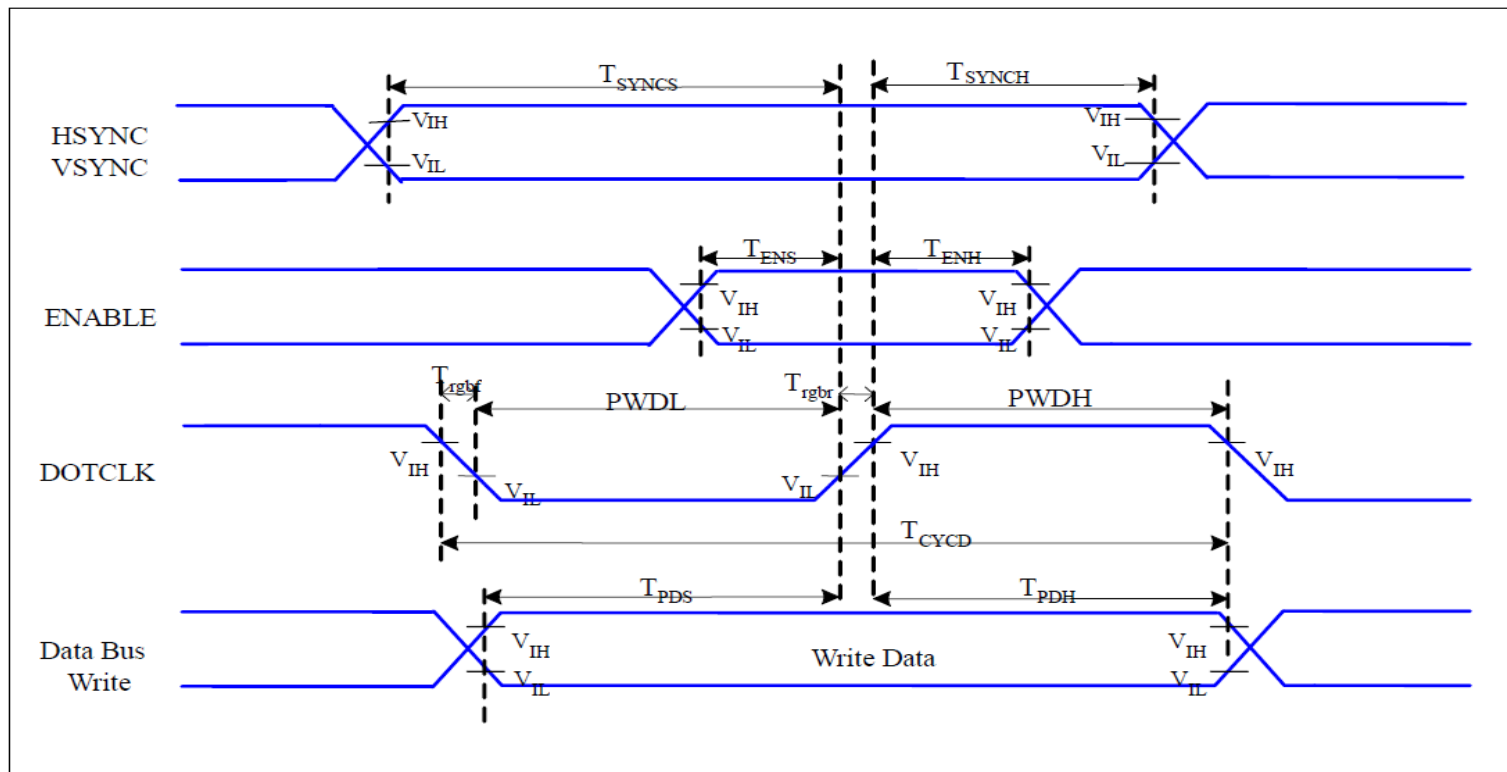 TSYNCS
TSYNCH
HSYNC
VSYNC
VIH
VIL
VIH
VIL
TENS
TENH
ENABLE
VIH
VIL
VIH
VIL
Trgbf
PWDL
Trgbr
PWDH
DOTCLK
VIH
VIL
VIL
VIH
VIH
TCYCD
TPDS
TPDH
Data Bus
Write
VIH
VIL
Write Data
VIH
VIL